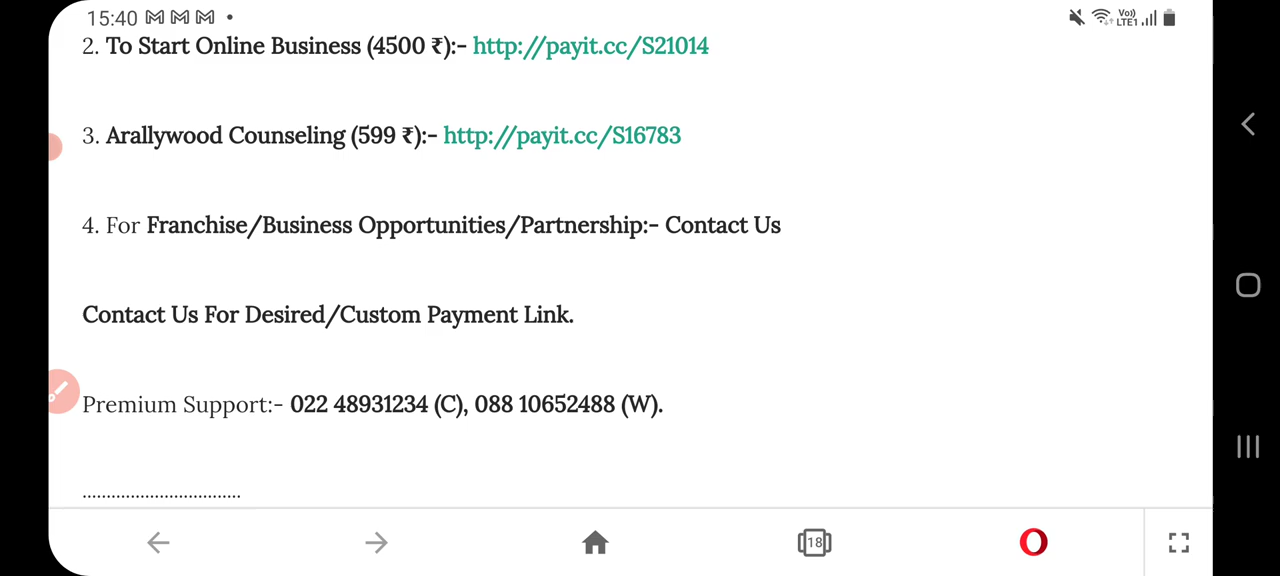 15:40
Vo)) LTE1
2. To Start Online Business (4500 ₹):- http://payit.cc/S21014
3. Arallywood Counseling (599 ₹):- http://payit.cc/S16783
4. For Franchise/Business Opportunities/Partnership:- Contact Us
Contact Us For Desired/Custom Payment Link.
Premium Support:- 022 48931234 (C), 088 10652488 (W).
................................
18